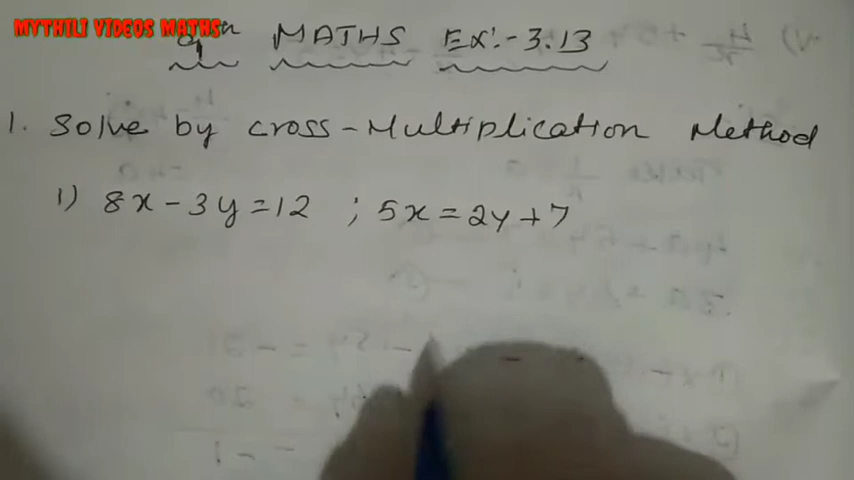 MYTHILI VIDEOS MATHS
9th MATHS Ex:-3.13
1. Solve by cross-Multiplication Method
1) 8x-3y=12 ; 5x=2y+7